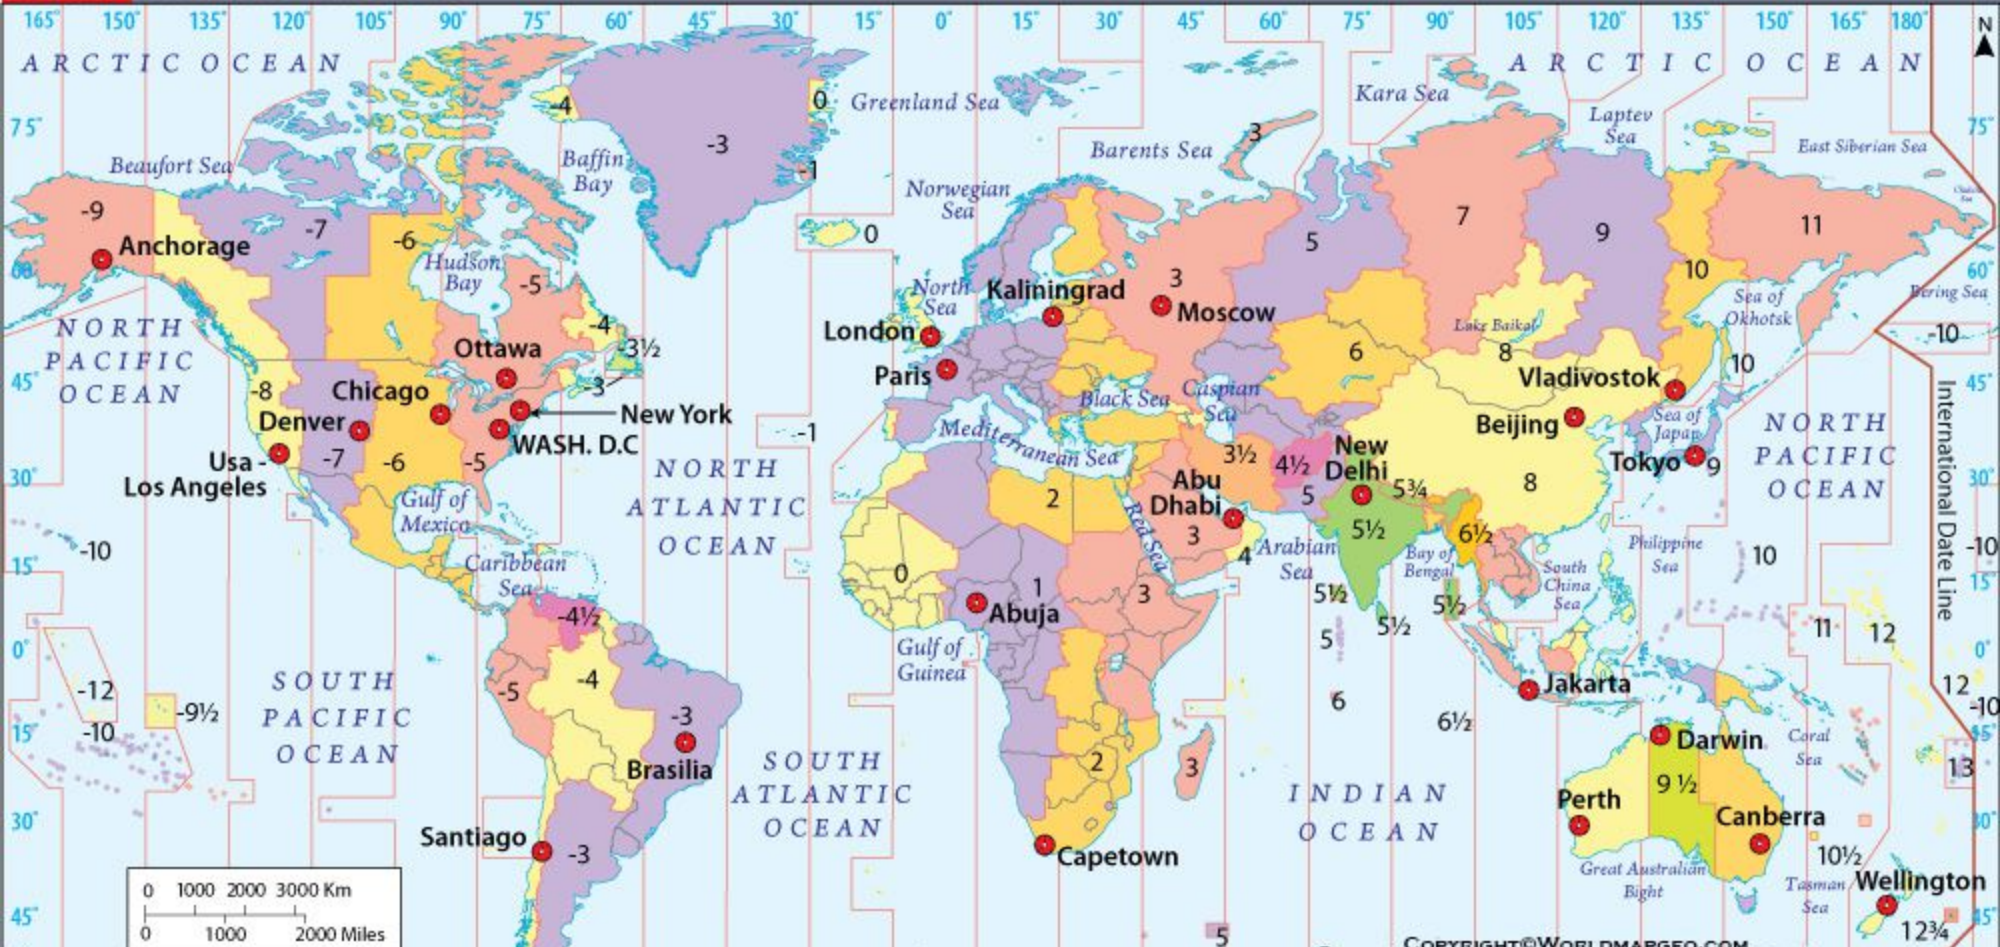 165° 135° 120° 105° 90° 75° 60° 45° 30° 15° 0° 15° 30° 45° 60° 75° 90° 105° 120° 135° 150° 165° 180°
N
ARCTIC OCEAN
ARCTIC OCEAN
Kara Sea
Greenland Sea
-4
0
75°
-3
3
Laptev
Sea
75°
Beaufort Sea
Baffin
Bay
Barents Sea
East Siberian Sea
-1
Norwegian
Sea
-9
Anchorage
-7
-6
0
5
7
9
11
60°
Hudson
Bay
-5
3
10
60°
North
Sea
Kaliningrad
Moscow
Sea of
Okhotsk
Bering Sea
NORTH
PACIFIC
OCEAN
-4
-3½
London
Lake Baikal
-10
Ottawa
6
8
10
45°
-8
Chicago
-3
Paris
Caspian
Sea
Black Sea
Vladivostok
45°
Denver
New York
WASH. D.C
-1
Mediterranean Sea
Beijing
Sea of
Japan
NORTH
PACIFIC
OCEAN
International Date Line
-7
-6
-5
Usa -
Los Angeles
30°
NORTH
ATLANTIC
OCEAN
3½
4½
New
Delhi
Tokyo
9
30°
Gulf of
Mexico
2
Abu
Dhabi
5
5¾
8
Red Sea
3
5½
6½
-10
15°
Caribbean
Sea
4
Arabian
Sea
Bay of
Bengal
South
China
Sea
Philippine
Sea
10
-10
15°
0
1
3
5½
5½
5½
-4½
Abuja
Gulf of
Guinea
5
11
12
0°
0°
SOUTH
PACIFIC
OCEAN
-12
-9½
-10
-5
-4
-3
6
6½
Jakarta
12
-10
15°
15°
Brasilia
SOUTH
ATLANTIC
OCEAN
2
3
INDIAN
OCEAN
Darwin
Coral
Sea
13
9 ½
Perth
Canberra
30°
30°
Santiago
-3
Capetown
10½
Great Australian
Bight
Tasman
Sea
Wellington
0 1000 2000 3000 Km
0 1000 2000 Miles
45°
45°
5
12¾
COPYRIGHT©WORLDMAPGEO.COM